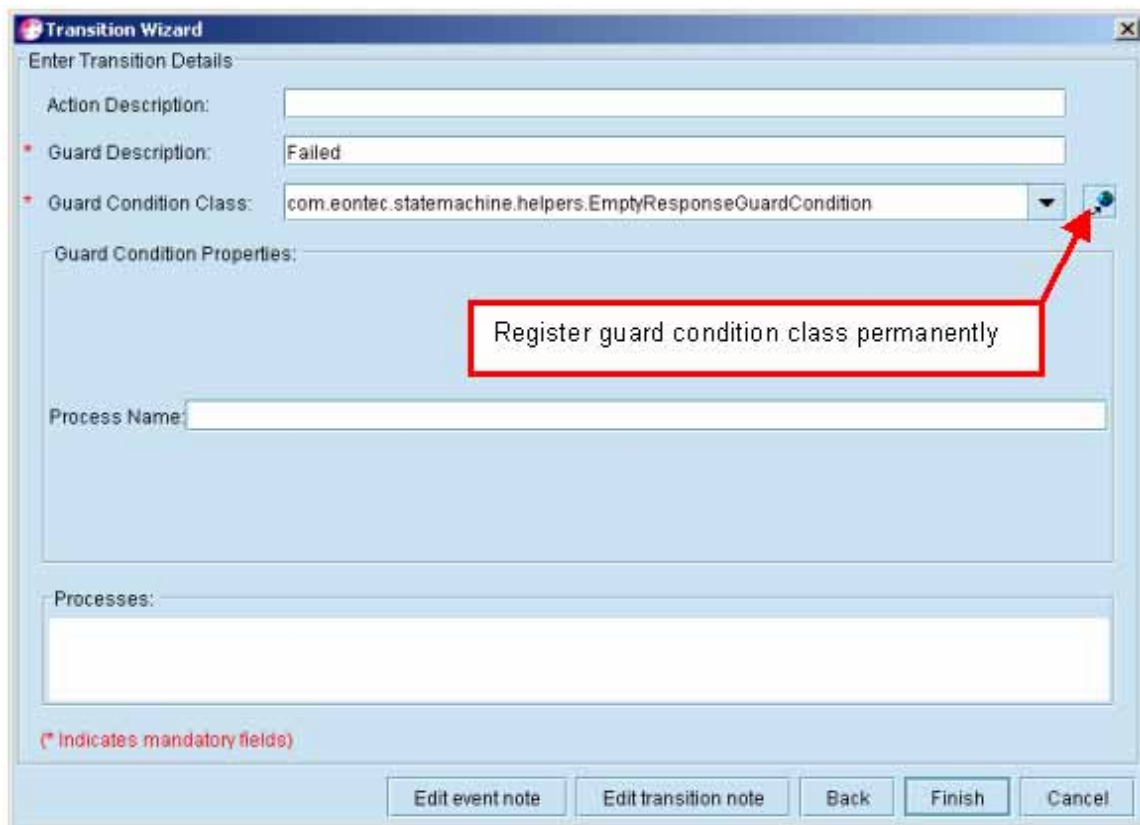 Transition Wizard
Enter Transition Details
Action Description:
* Guard Description: Failed
* Guard Condition Class: com.eontec.statemachine.helpers.EmptyResponseGuardCondition
Guard Condition Properties:
Register guard condition class permanently
Process Name:
Processes:
(* Indicates mandatory fields)
Edit event note Edit transition note Back Finish Cancel